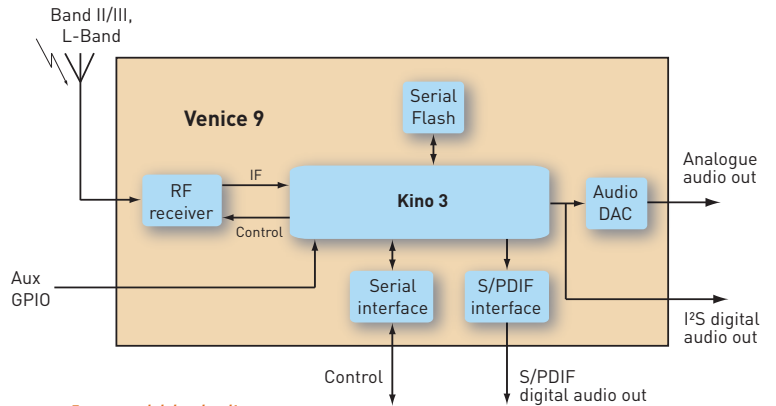 Band II/III,
L-Band
Venice 9
Serial
Flash
Analogue
audio out
IF
RF
receiver
Kino 3
Audio
DAC
Control
Aux
GPIO
Serial
interface
S/PDIF
interface
I²S digital
audio out
Control
S/PDIF
digital audio out